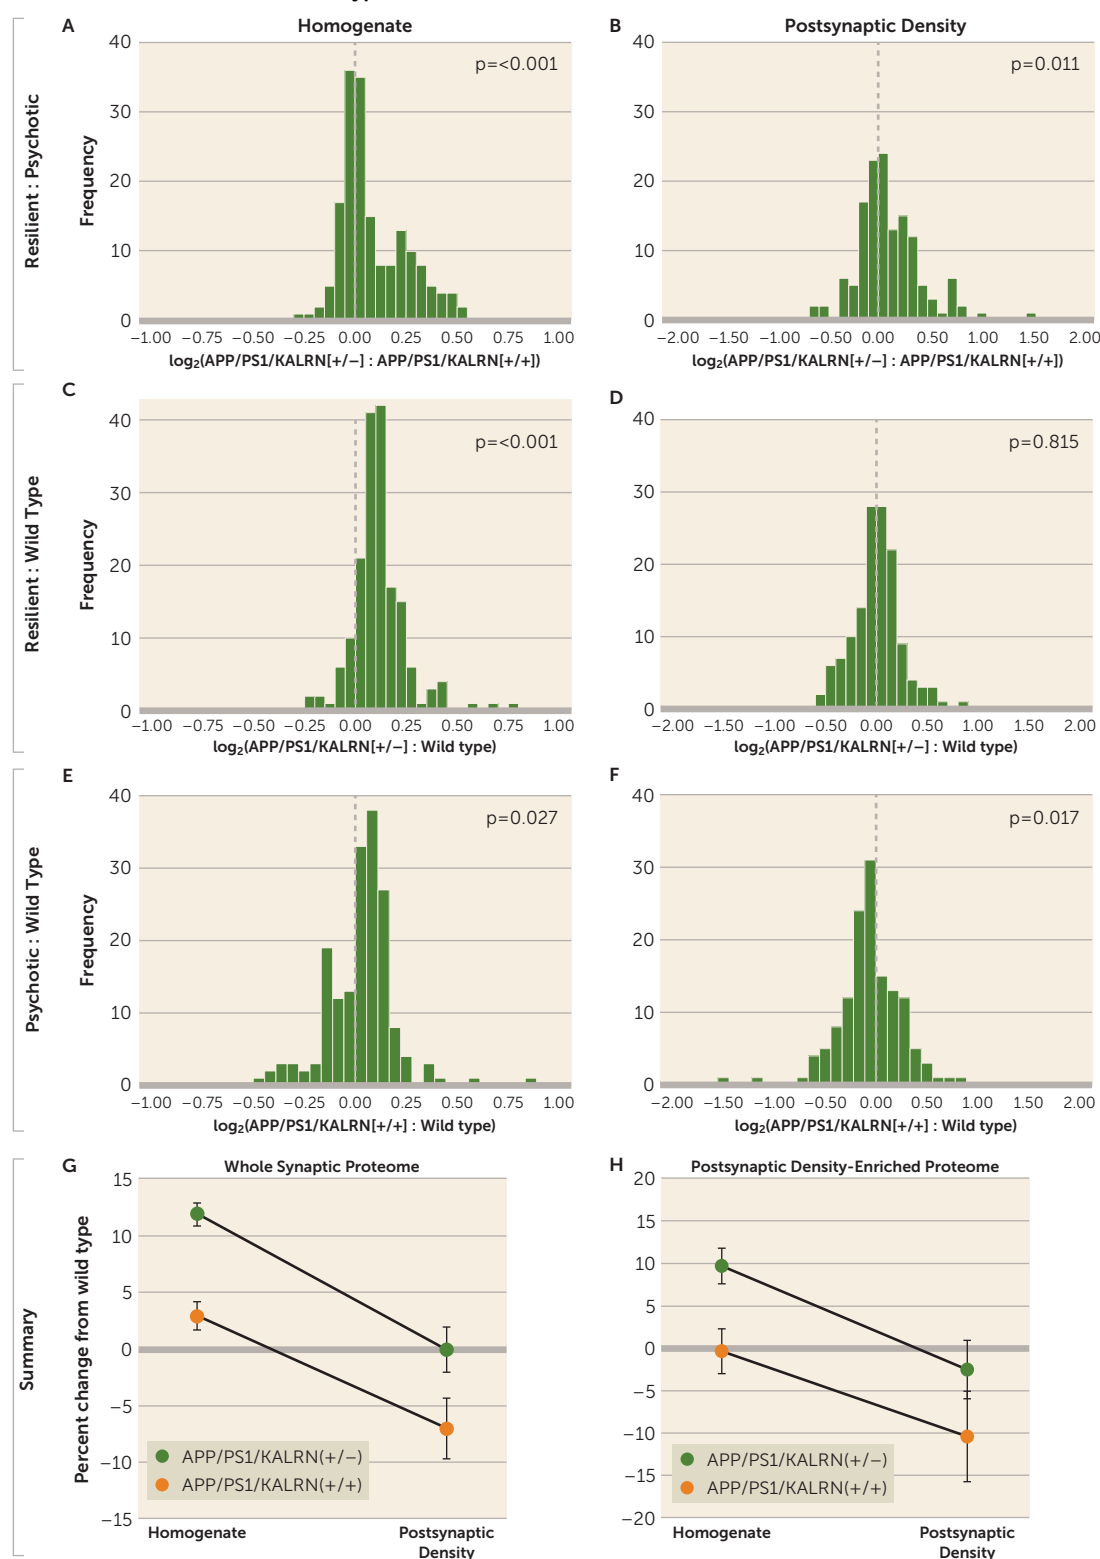 A
Homogenate
B
Postsynaptic Density
Resilient : Psychotic
Frequency
40
30
20
10
0
p=<0.001
−1.00 −0.75 −0.50 −0.25 0.00 0.25 0.50 0.75 1.00
log2(APP/PS1/KALRN[+/−] : APP/PS1/KALRN[+/+])
40
30
20
10
0
p=0.011
−2.00 −1.50 −1.00 −0.50 0.00 0.50 1.00 1.50 2.00
log2(APP/PS1/KALRN[+/−] : APP/PS1/KALRN[+/+])
Resilient : Wild Type
C
Frequency
40
30
20
10
0
p=<0.001
−1.00 −0.75 −0.50 −0.25 0.00 0.25 0.50 0.75 1.00
log2(APP/PS1/KALRN[+/−] : Wild type)
D
40
30
20
10
0
p=0.815
−2.00 −1.50 −1.00 −0.50 0.00 0.50 1.00 1.50 2.00
log2(APP/PS1/KALRN[+/−] : Wild type)
Psychotic : Wild Type
E
Frequency
40
30
20
10
0
p=0.027
−1.00 −0.75 −0.50 −0.25 0.00 0.25 0.50 0.75 1.00
log2(APP/PS1/KALRN[+/+] : Wild type)
F
40
30
20
10
0
p=0.017
−2.00 −1.50 −1.00 −0.50 0.00 0.50 1.00 1.50 2.00
log2(APP/PS1/KALRN[+/+] : Wild type)
Summary
G
Whole Synaptic Proteome
Percent change from wild type
15
10
5
0
−5
−10
−15
APP/PS1/KALRN(+/−)
APP/PS1/KALRN(+/+)
Homogenate
Postsynaptic
Density
H
Postsynaptic Density-Enriched Proteome
20
15
10
5
0
−5
−10
−15
−20
APP/PS1/KALRN(+/−)
APP/PS1/KALRN(+/+)
Homogenate
Postsynaptic
Density